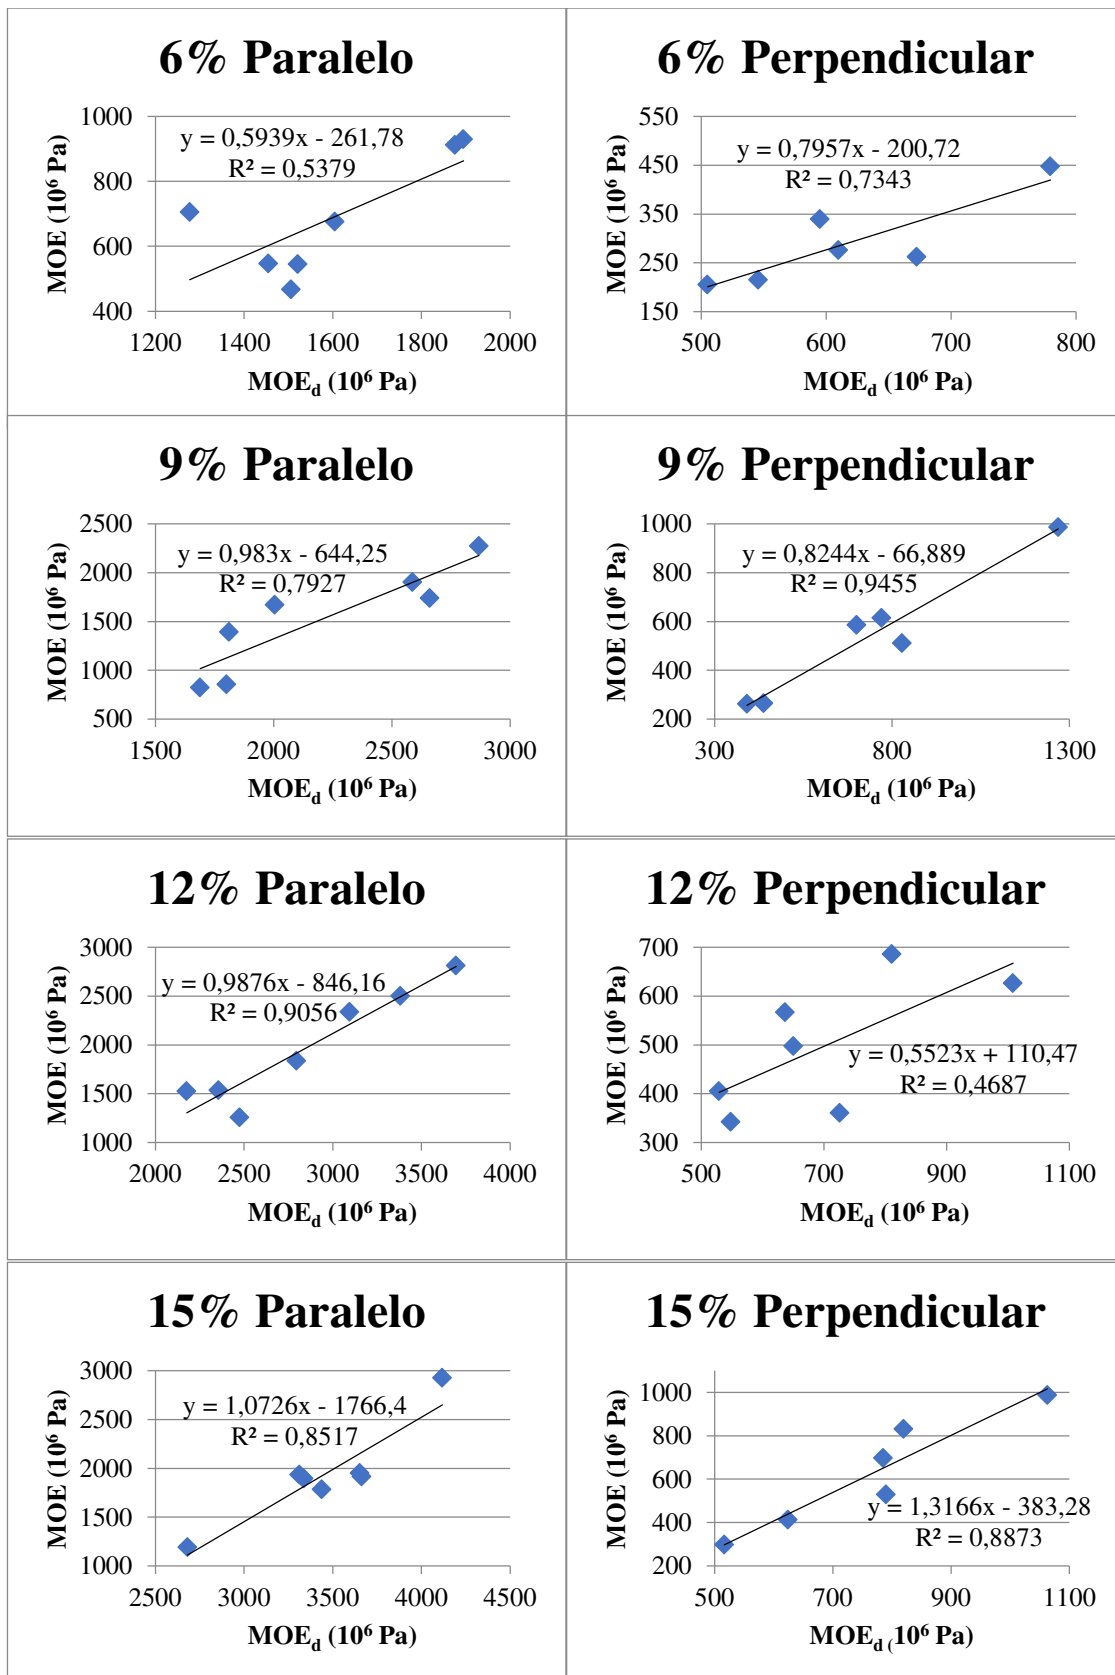 6% Paralelo
y = 0,5939x - 261,78
R² = 0,5379
MOE (10⁶ Pa)
1000
800
600
400
1200 1400 1600 1800 2000
MOE_d (10⁶ Pa)
6% Perpendicular
y = 0,7957x - 200,72
R² = 0,7343
MOE (10⁶ Pa)
550
450
350
250
150
500 600 700 800
MOE_d (10⁶ Pa)
9% Paralelo
y = 0,983x - 644,25
R² = 0,7927
MOE (10⁶ Pa)
2500
2000
1500
1000
500
1500 2000 2500 3000
MOE_d (10⁶ Pa)
9% Perpendicular
y = 0,8244x - 66,889
R² = 0,9455
MOE (10⁶ Pa)
1000
800
600
400
200
300 800 1300
MOE_d (10⁶ Pa)
12% Paralelo
y = 0,9876x - 846,16
R² = 0,9056
MOE (10⁶ Pa)
3000
2500
2000
1500
1000
2000 2500 3000 3500 4000
MOE_d (10⁶ Pa)
12% Perpendicular
y = 0,5523x + 110,47
R² = 0,4687
MOE (10⁶ Pa)
700
600
500
400
300
500 700 900 1100
MOE_d (10⁶ Pa)
15% Paralelo
y = 1,0726x - 1766,4
R² = 0,8517
MOE (10⁶ Pa)
3000
2500
2000
1500
1000
2500 3000 3500 4000 4500
MOE_d (10⁶ Pa)
15% Perpendicular
y = 1,3166x - 383,28
R² = 0,8873
MOE (10⁶ Pa)
1000
800
600
400
200
500 700 900 1100
MOE_d (10⁶ Pa)